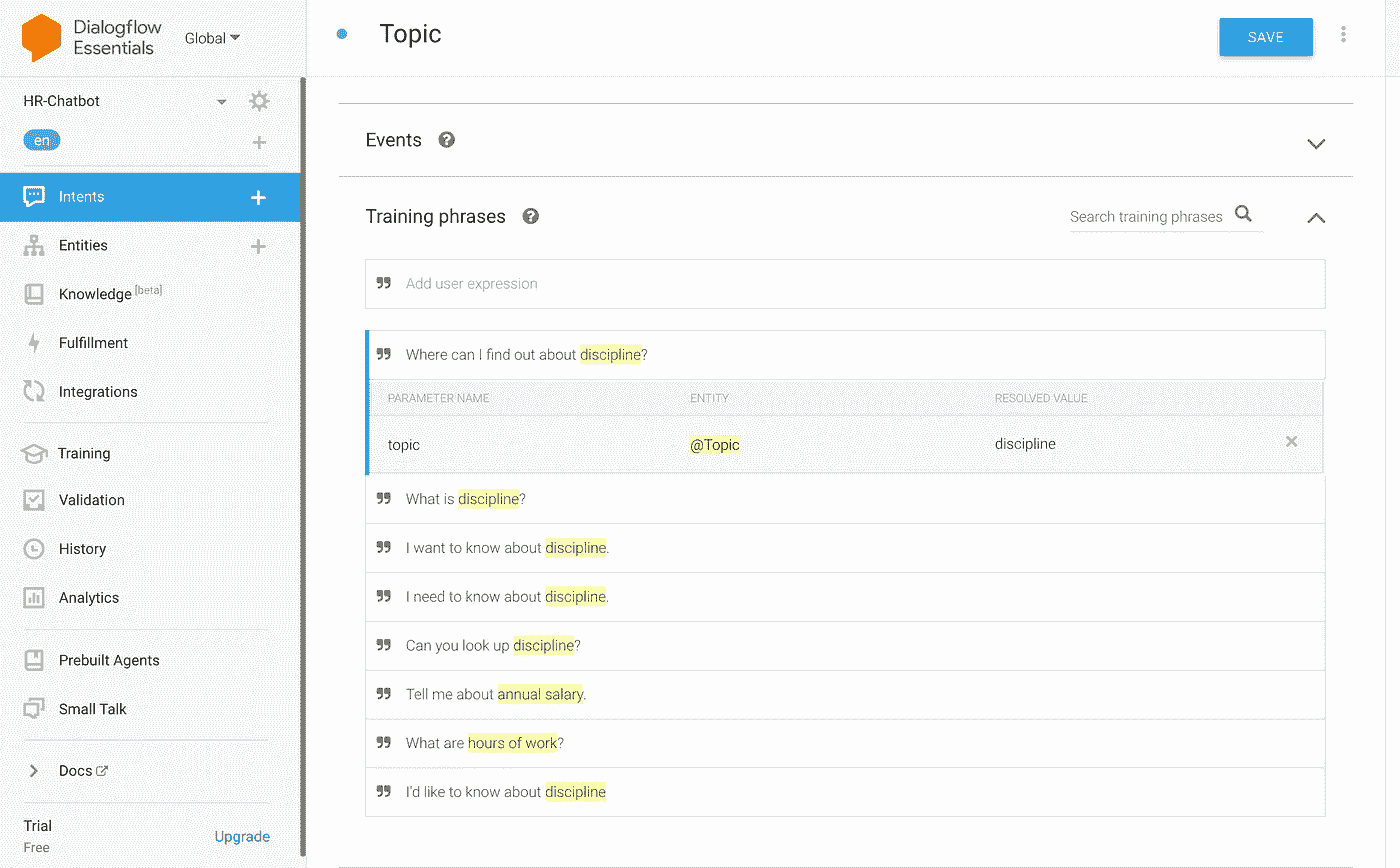 Dialogflow
Essentials
Global
Topic
SAVE
HR-Chatbot
en
Intents
Entities
Knowledge [beta]
Fulfillment
Integrations
Training
Validation
History
Analytics
Prebuilt Agents
Small Talk
Docs
Trial
Free
Upgrade
Events
Training phrases
Search training phrases
Add user expression
Where can I find out about discipline?
PARAMETER NAME ENTITY RESOLVED VALUE
topic @Topic discipline
What is discipline?
I want to know about discipline.
I need to know about discipline.
Can you look up discipline?
Tell me about annual salary.
What are hours of work?
I'd like to know about discipline